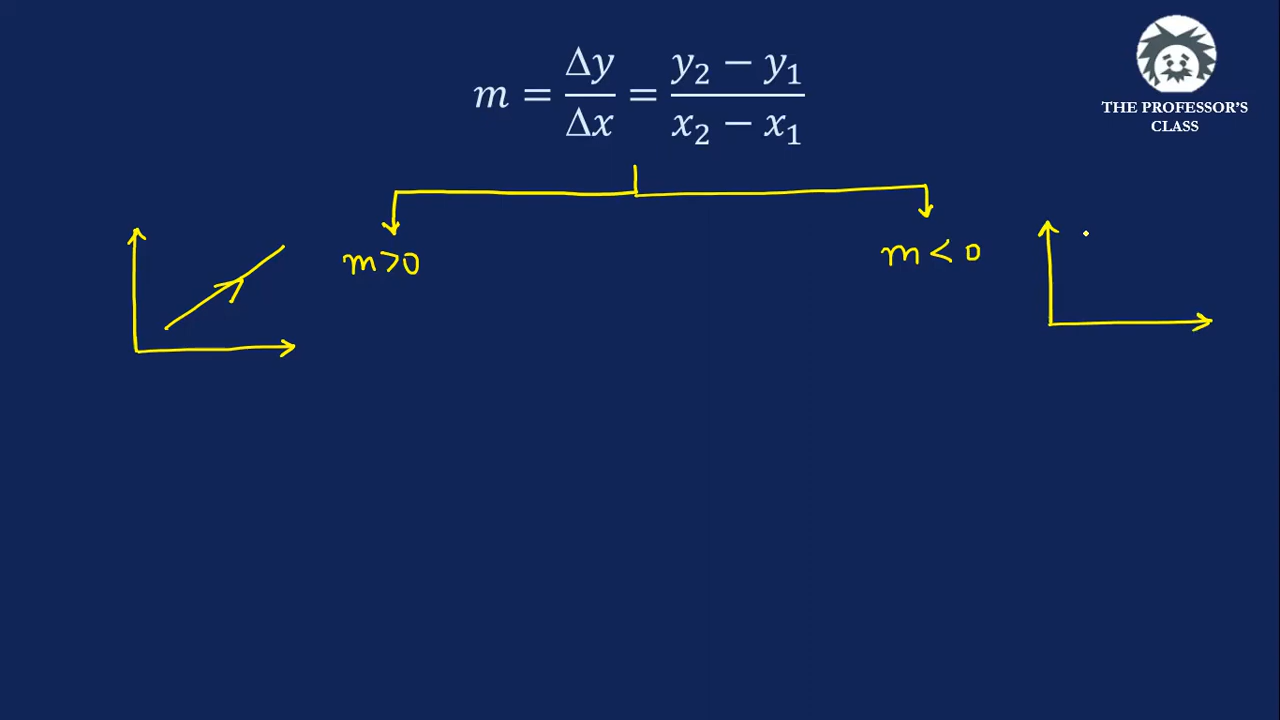 m = Δy/Δx = (y₂ − y₁)/(x₂ − x₁)
THE PROFESSOR'S
CLASS
m>0
m<0